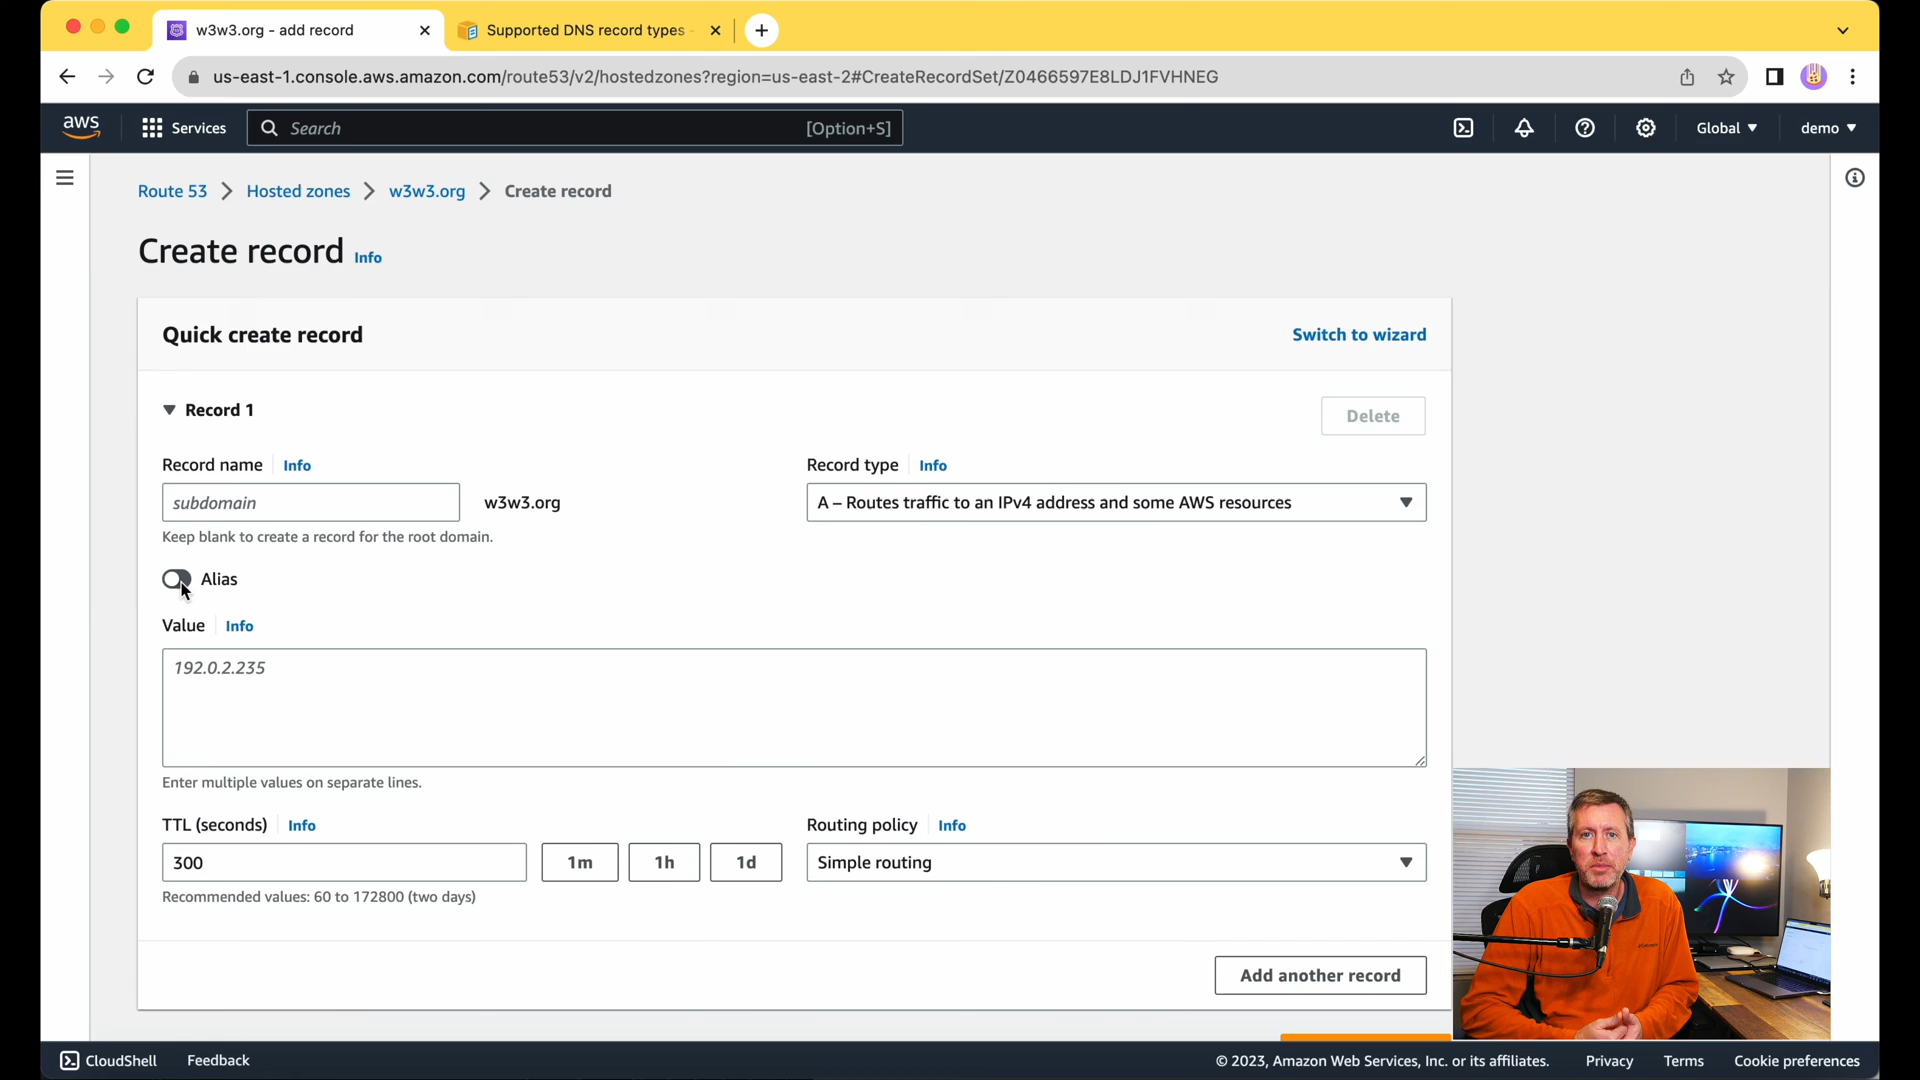 w3w3.org - add record
Supported DNS record types -
us-east-1.console.aws.amazon.com/route53/v2/hostedzones?region=us-east-2#CreateRecordSet/Z0466597E8LDJ1FVHNEG
aws
Services
Search
[Option+S]
Global
demo
Route 53
Hosted zones
w3w3.org
Create record
Create record Info
Quick create record
Switch to wizard
Record 1
Delete
Record name Info
Record type Info
subdomain
w3w3.org
A – Routes traffic to an IPv4 address and some AWS resources
Keep blank to create a record for the root domain.
Alias
Value Info
192.0.2.235
Enter multiple values on separate lines.
TTL (seconds) Info
Routing policy Info
300
1m
1h
1d
Simple routing
Recommended values: 60 to 172800 (two days)
Add another record
CloudShell
Feedback
© 2023, Amazon Web Services, Inc. or its affiliates.
Privacy
Terms
Cookie preferences